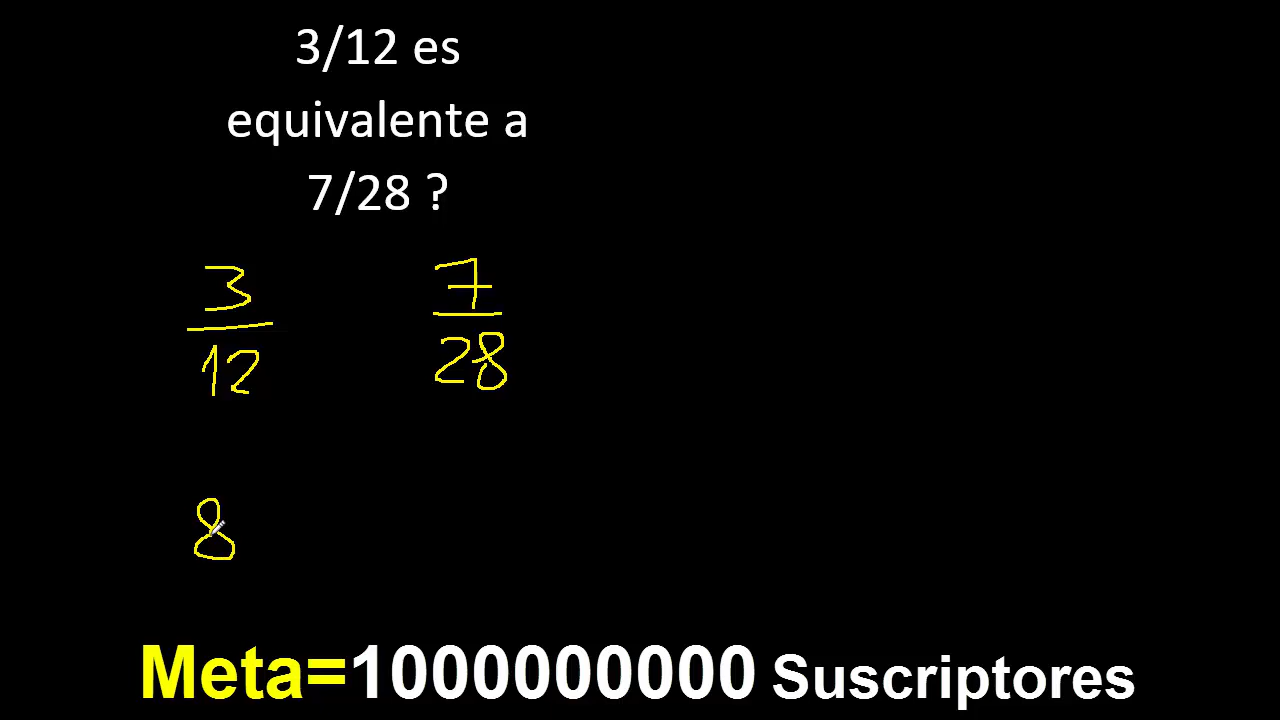 3/12 es
equivalente a
7/28 ?
3 7
12 28
8
Meta=1000000000 Suscriptores